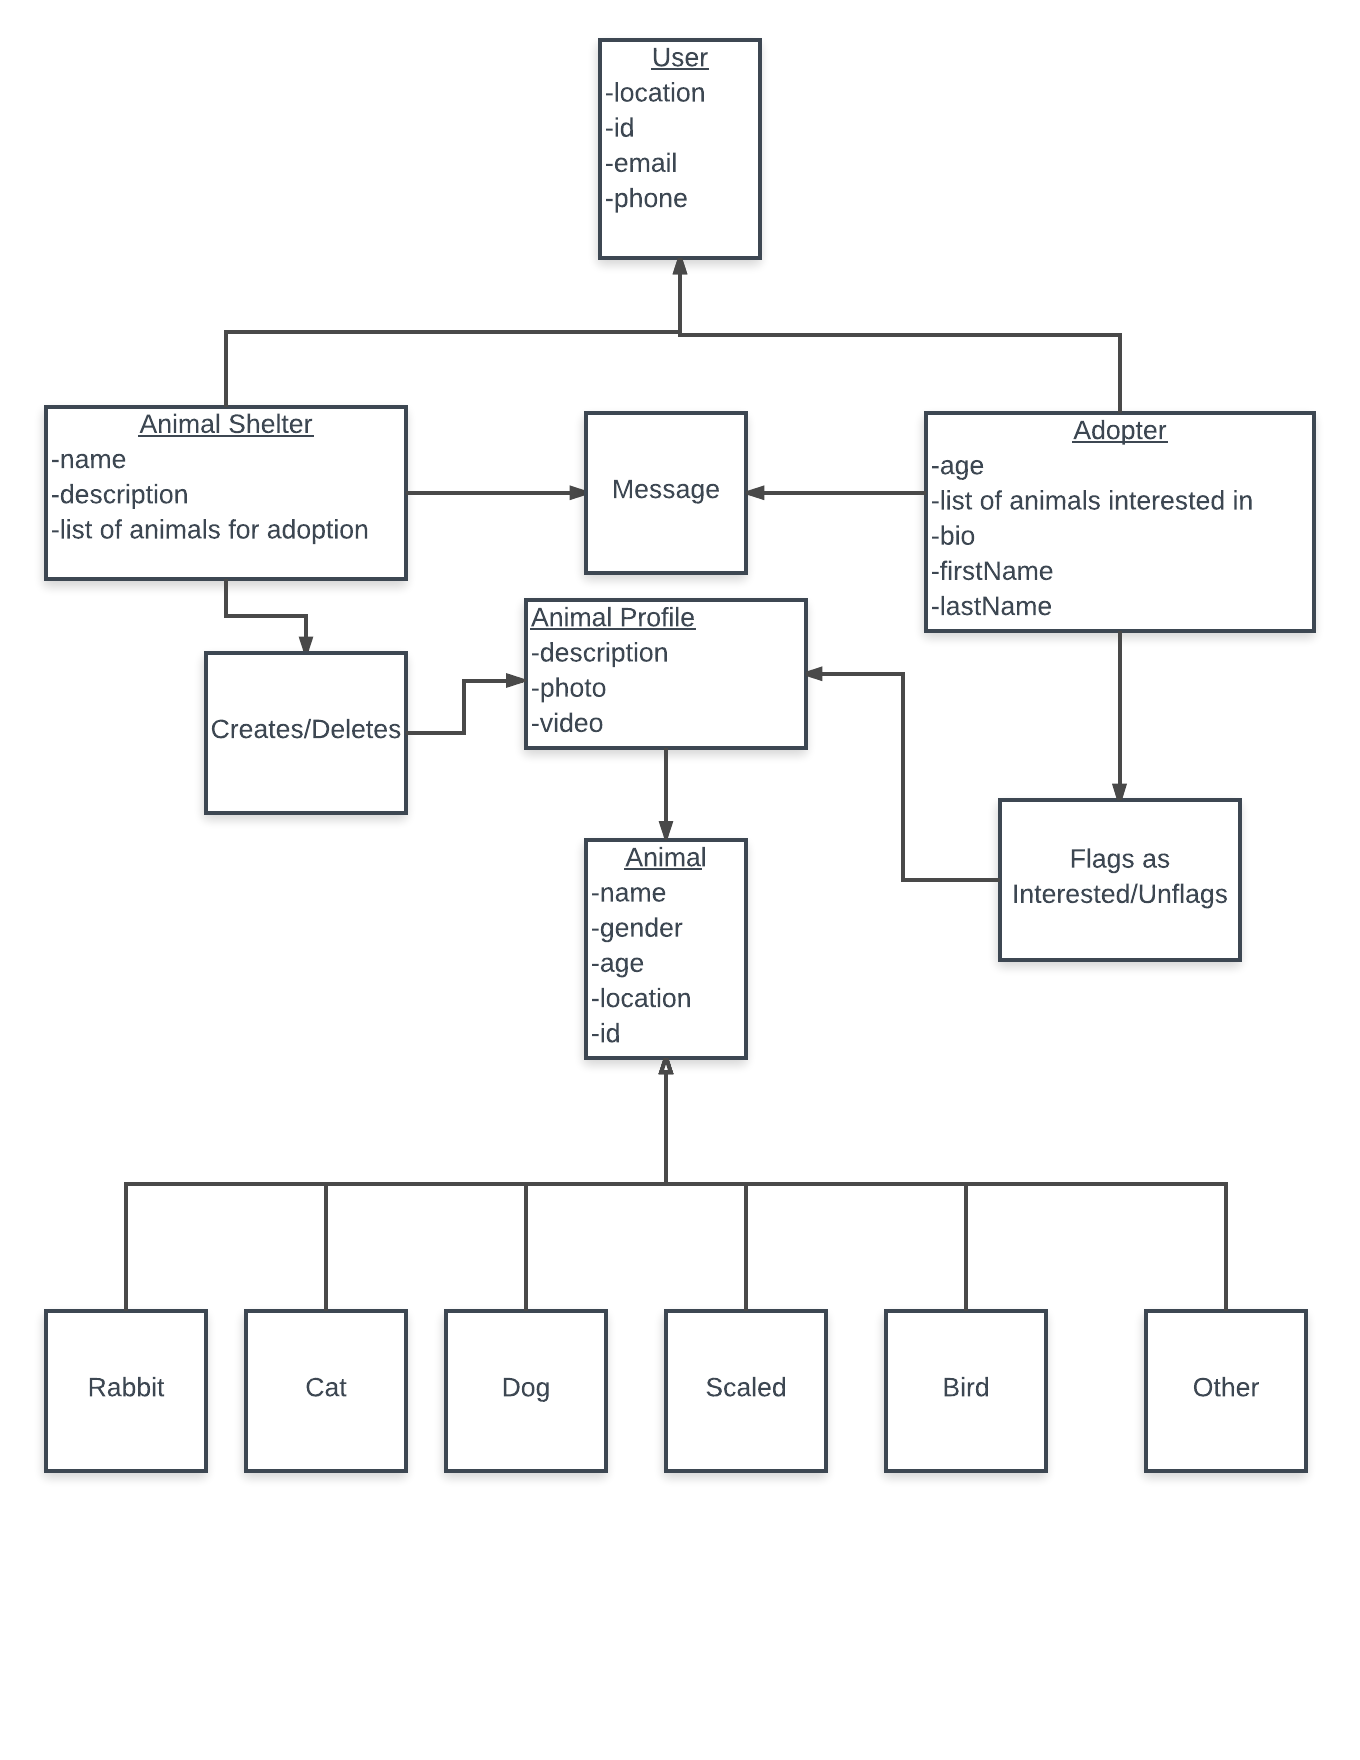 User
-location
-id
-email
-phone
Animal Shelter
-name
-description
-list of animals for adoption
Message
Adopter
-age
-list of animals interested in
-bio
-firstName
-lastName
Creates/Deletes
Animal Profile
-description
-photo
-video
Flags as
Interested/Unflags
Animal
-name
-gender
-age
-location
-id
Rabbit
Cat
Dog
Scaled
Bird
Other